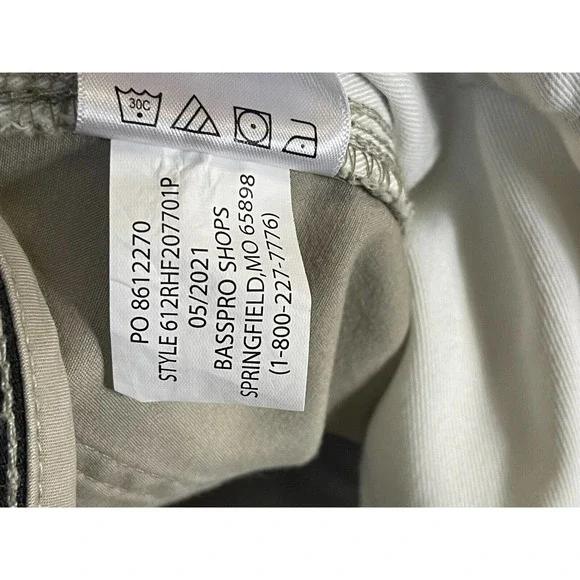 30C
PO 8612270
STYLE 612RHF207701P
05/2021
BASSPRO SHOPS
SPRINGFIELD,MO 65898
(1-800-227-7776)